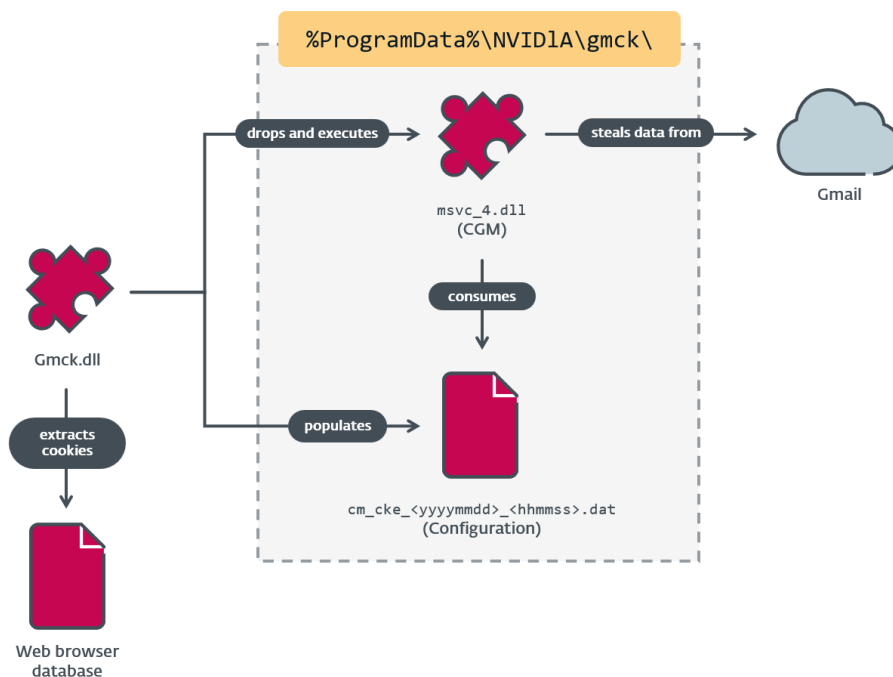 %ProgramData%\NVIDlA\gmck\
drops and executes
steals data from
Gmail
msvc_4.dll
(CGM)
consumes
Gmck.dll
extracts
cookies
populates
cm_cke_<yyyymmdd>_<hhmmss>.dat
(Configuration)
Web browser
database